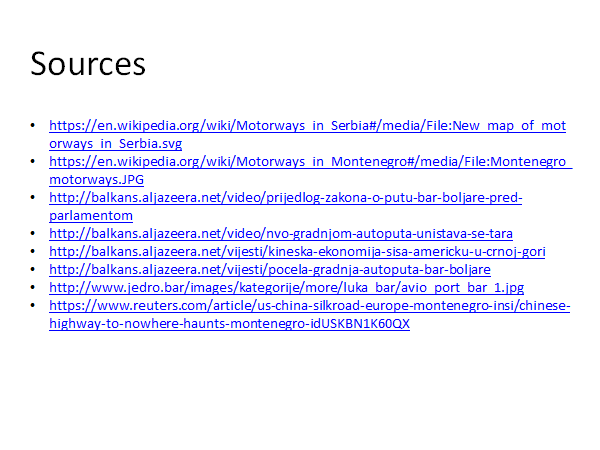 Sources
• https://en.wikipedia.org/wiki/Motorways_in_Serbia#/media/File:New_map_of_mot
orways_in_Serbia.svg
• https://en.wikipedia.org/wiki/Motorways_in_Montenegro#/media/File:Montenegro_
motorways.JPG
• http://balkans.aljazeera.net/video/prijedlog-zakona-o-putu-bar-boljare-pred-
parlamentom
• http://balkans.aljazeera.net/video/nvo-gradnjom-autoputa-unistava-se-tara
• http://balkans.aljazeera.net/vijesti/kineska-ekonomija-sisa-americku-u-crnoj-gori
• http://balkans.aljazeera.net/vijesti/pocela-gradnja-autoputa-bar-boljare
• http://www.jedro.bar/images/kategorije/more/luka_bar/avio_port_bar_1.jpg
• https://www.reuters.com/article/us-china-silkroad-europe-montenegro-insi/chinese-
highway-to-nowhere-haunts-montenegro-idUSKBN1K60QX